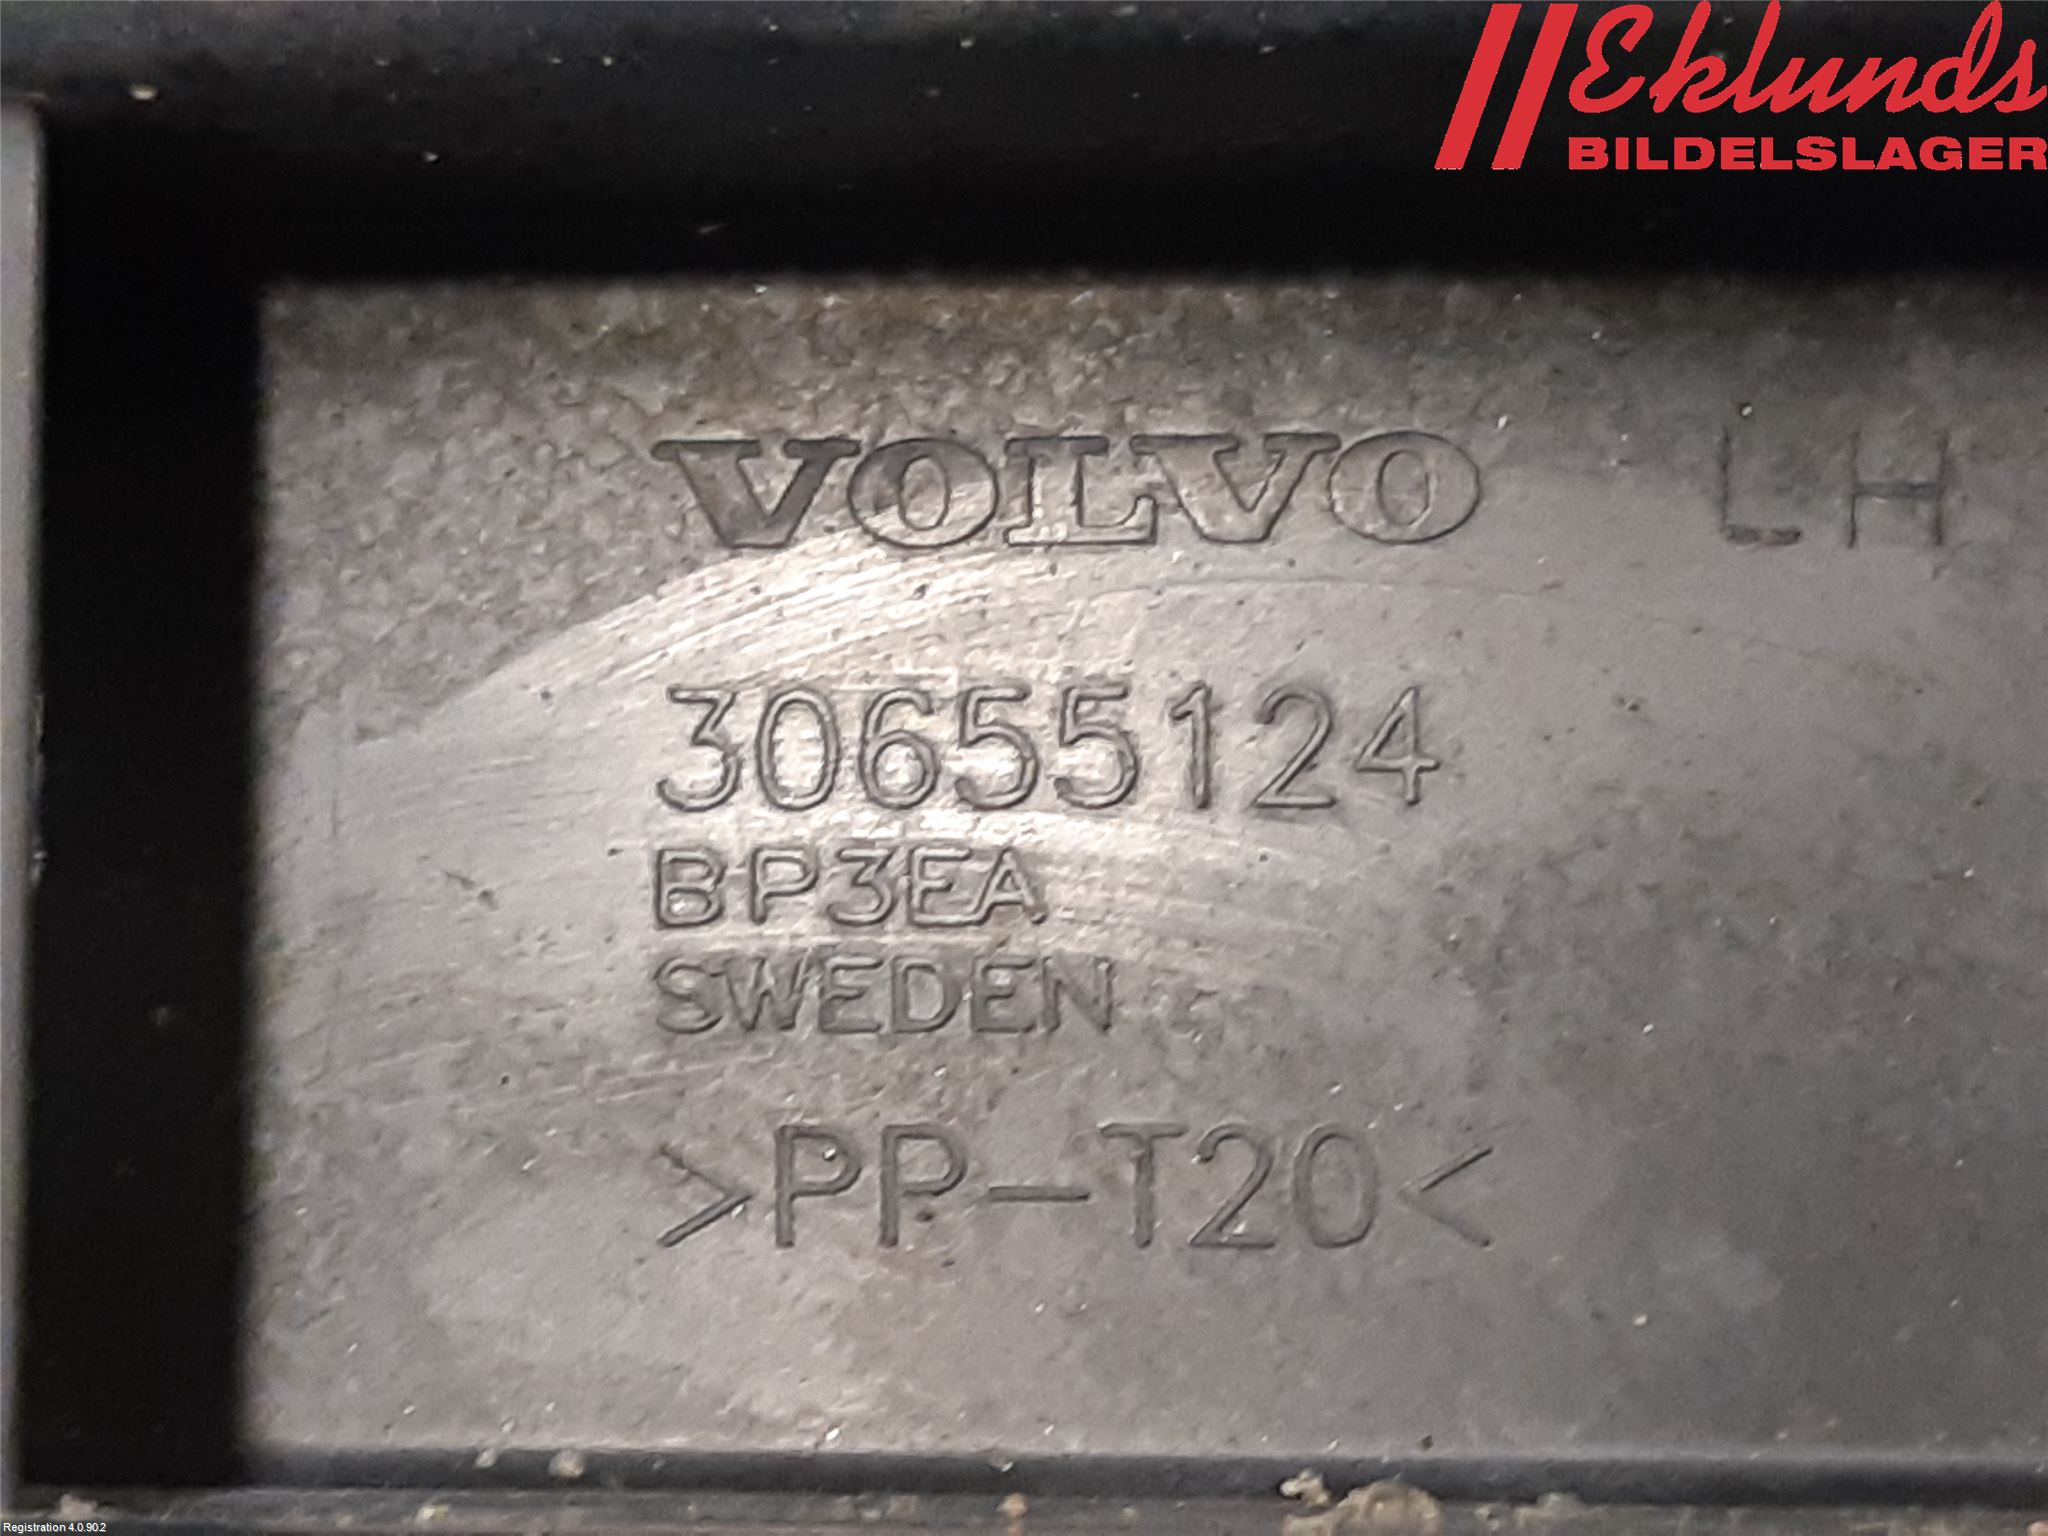 Eklunds
BILDELSLAGER
VOLVO LH
30655124
BP3EA
SWEDEN
>PP-T20<
Registration 4.0.90.2